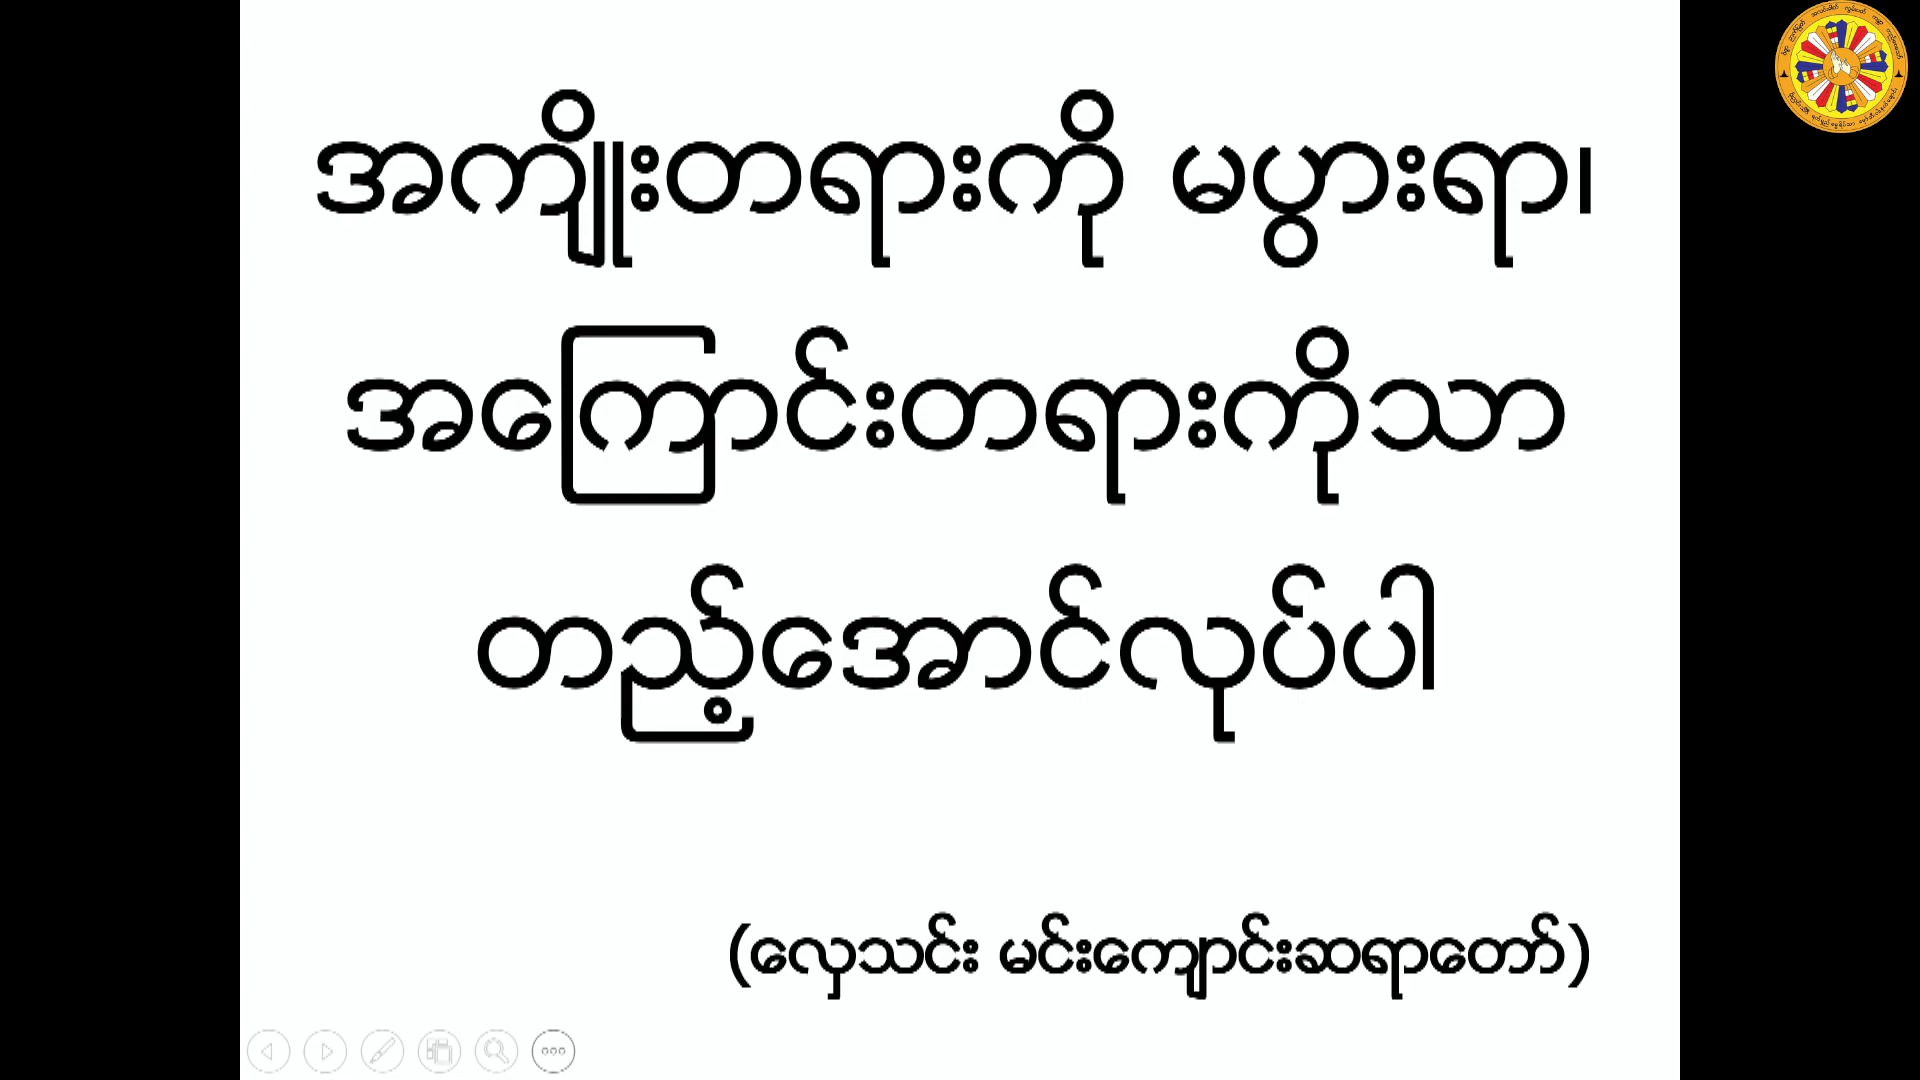 အကျိုးတရားကို မပွားရာ၊
အကြောင်းတရားကိုသာ
တည့်အောင်လုပ်ပါ
(လှေသင်း မင်းကျောင်းဆရာတော်)